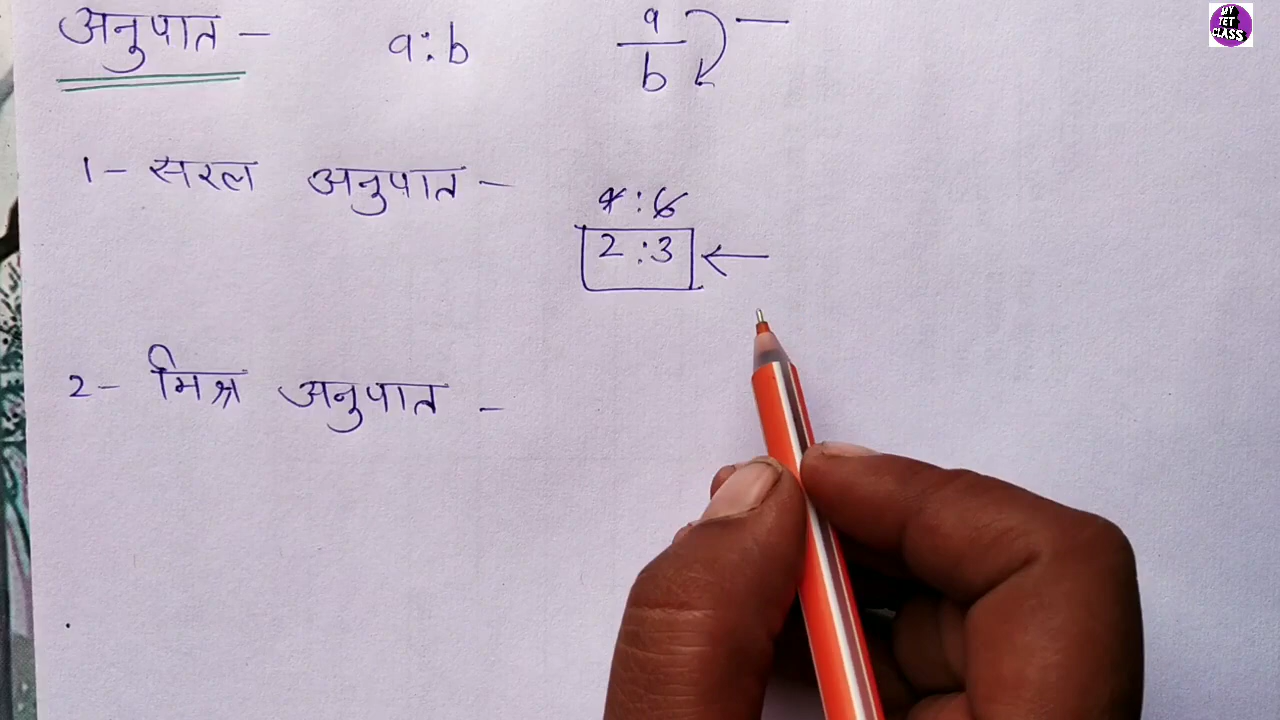 अनुपात - a:b a/b —
1- सरल अनुपात - 4:6
2:3 ←
2- मिश्र अनुपात -
MY TET CLASS